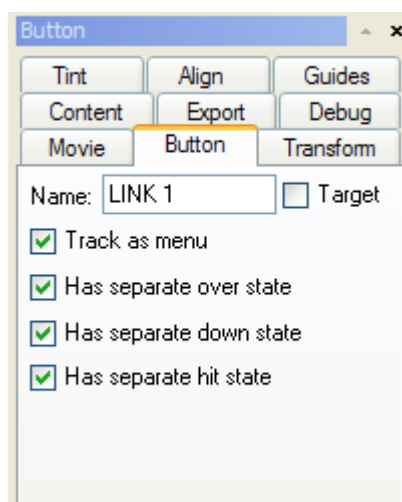 Button
Tint Align Guides
Content Export Debug
Movie Button Transform
Name: LINK 1 Target
Track as menu
Has separate over state
Has separate down state
Has separate hit state